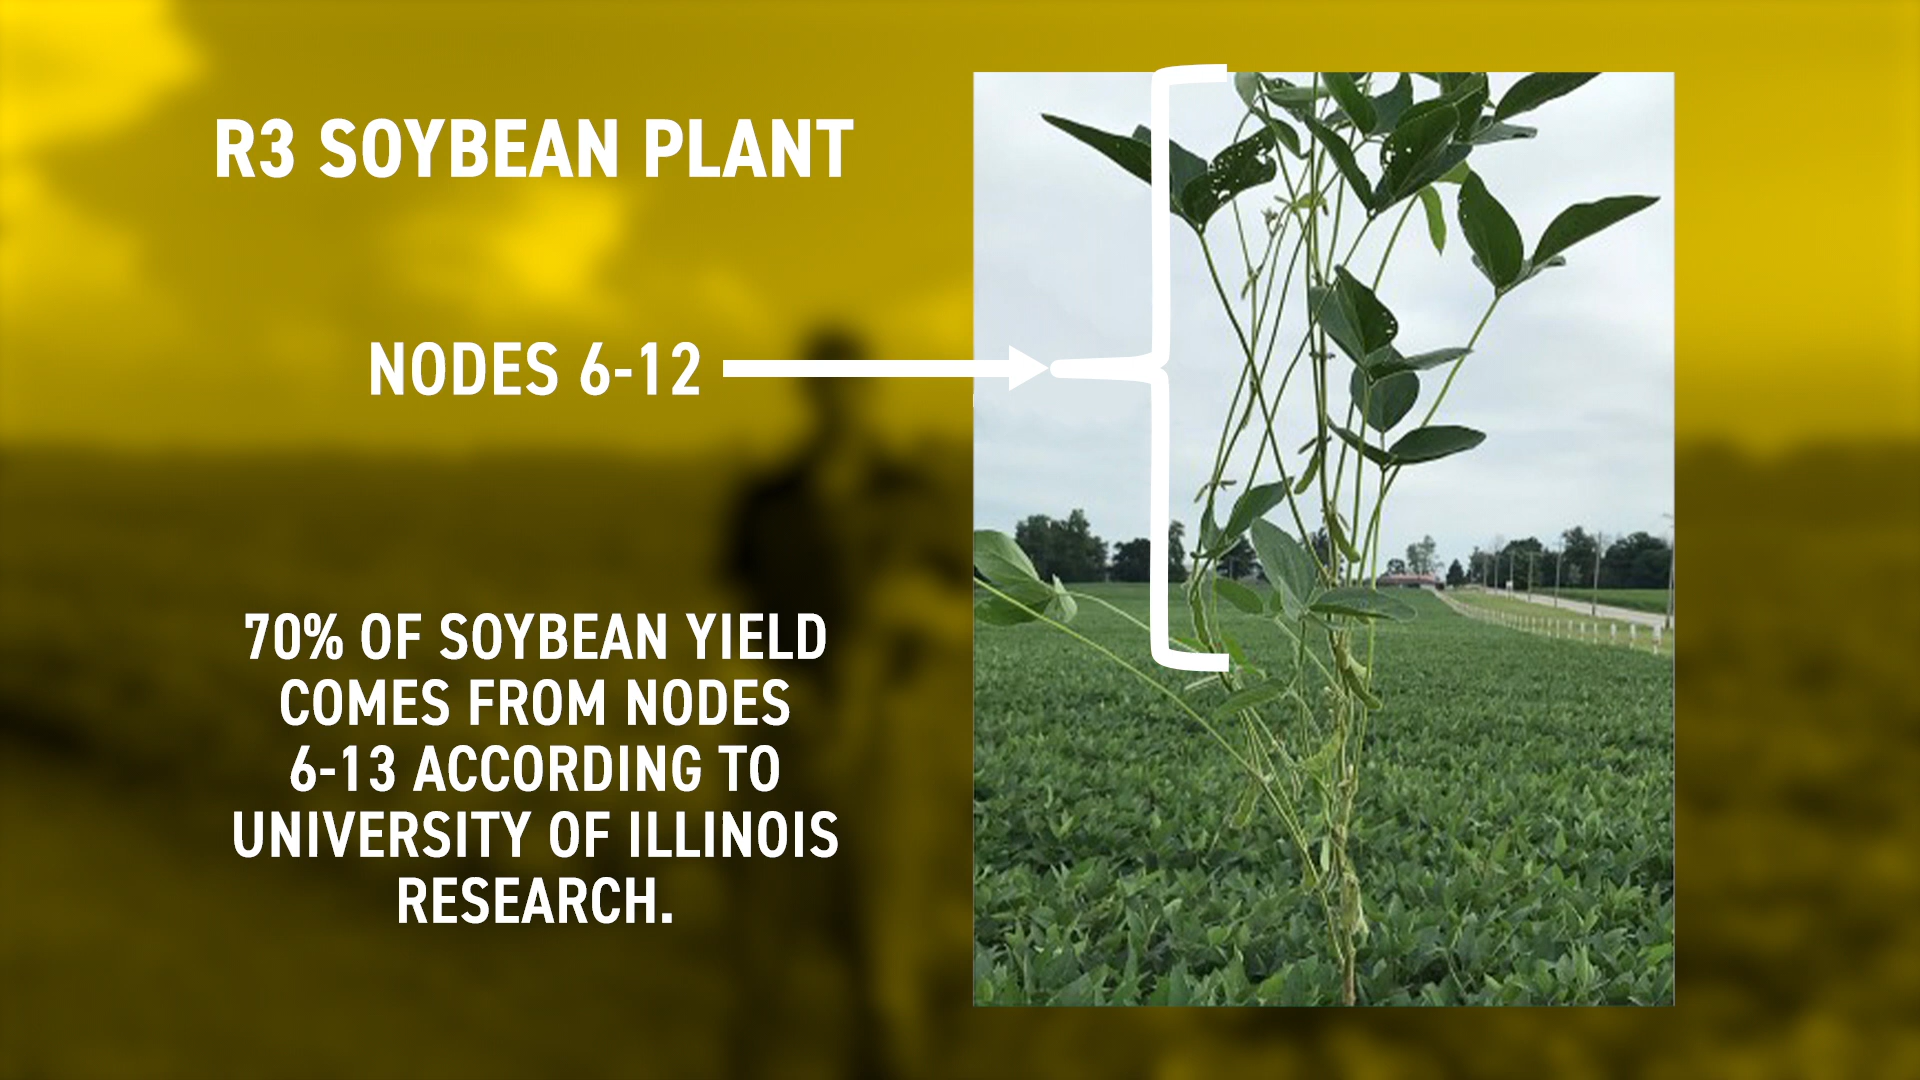 R3 SOYBEAN PLANT
NODES 6-12
70% OF SOYBEAN YIELD
COMES FROM NODES
6-13 ACCORDING TO
UNIVERSITY OF ILLINOIS
RESEARCH.